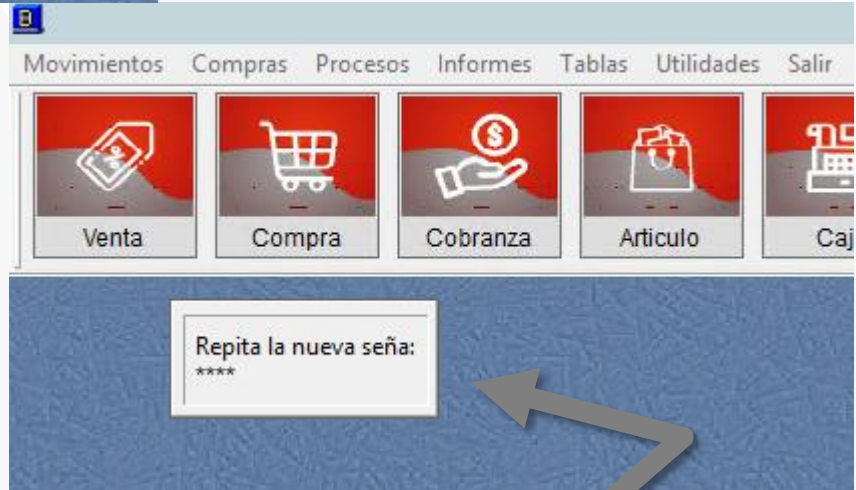 Movimientos Compras Procesos Informes Tablas Utilidades Salir
Venta Compra Cobranza Articulo Caj
Repita la nueva seña:
****